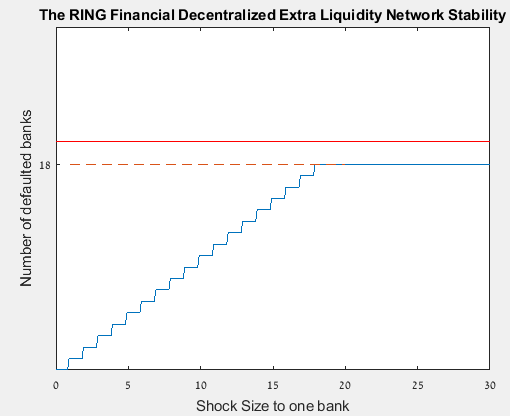 The RING Financial Decentralized Extra Liquidity Network Stability
Number of defaulted banks
18
0 5 10 15 20 25 30
Shock Size to one bank